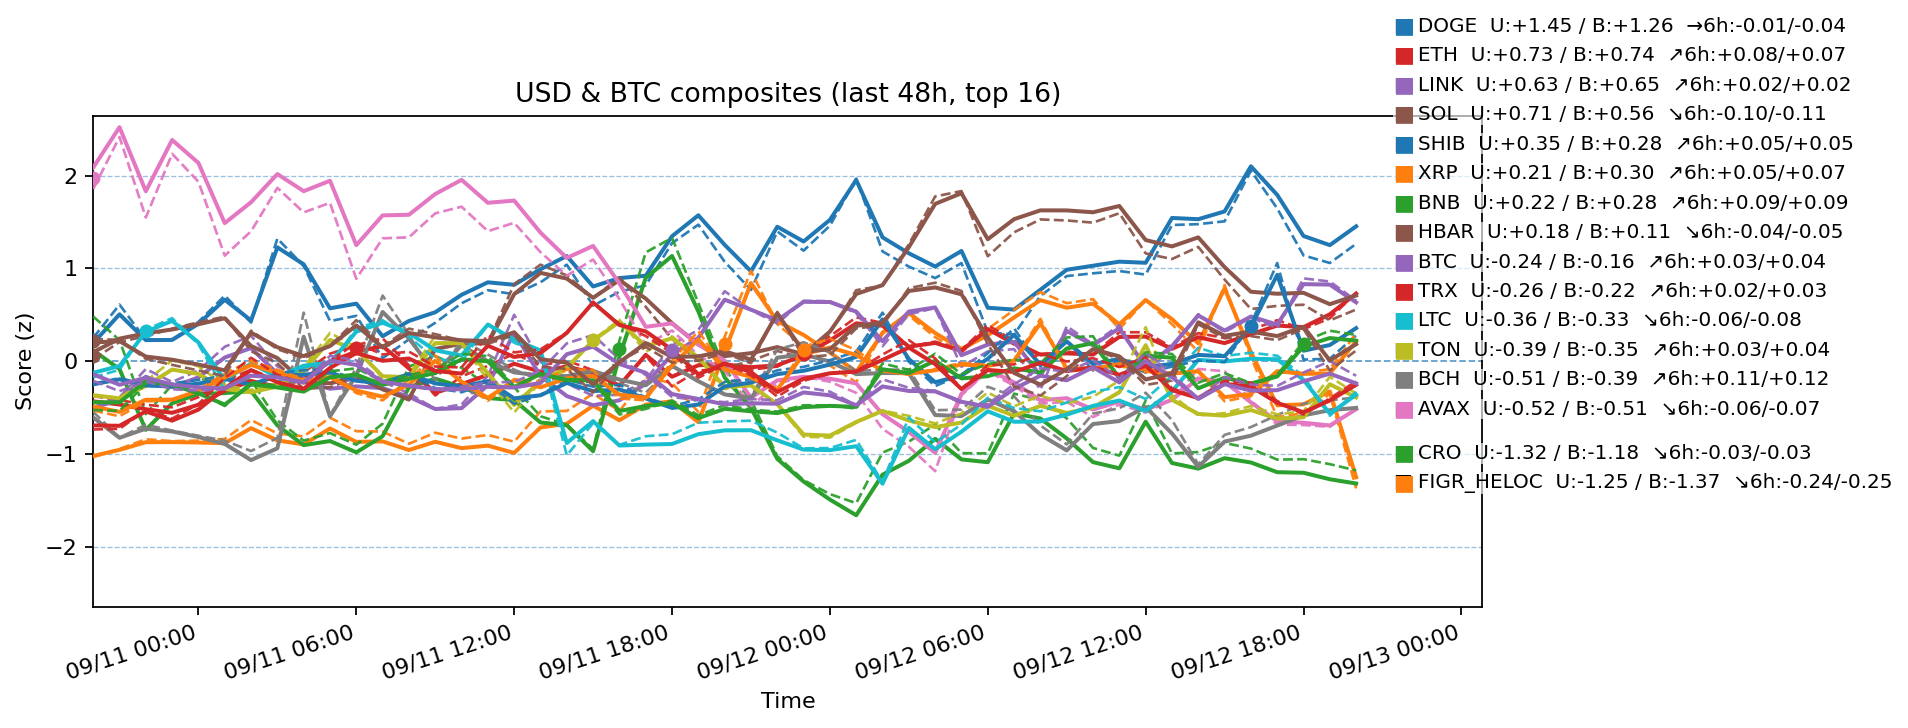 USD & BTC composites (last 48h, top 16)
DOGE  U:+1.45 / B:+1.26  →6h:-0.01/-0.04
ETH  U:+0.73 / B:+0.74  ↗6h:+0.08/+0.07
LINK  U:+0.63 / B:+0.65  ↗6h:+0.02/+0.02
SOL  U:+0.71 / B:+0.56  ↘6h:-0.10/-0.11
SHIB  U:+0.35 / B:+0.28  ↗6h:+0.05/+0.05
XRP  U:+0.21 / B:+0.30  ↗6h:+0.05/+0.07
BNB  U:+0.22 / B:+0.28  ↗6h:+0.09/+0.09
HBAR  U:+0.18 / B:+0.11  ↘6h:-0.04/-0.05
BTC  U:-0.24 / B:-0.16  ↗6h:+0.03/+0.04
TRX  U:-0.26 / B:-0.22  ↗6h:+0.02/+0.03
LTC  U:-0.36 / B:-0.33  ↘6h:-0.06/-0.08
TON  U:-0.39 / B:-0.35  ↗6h:+0.03/+0.04
BCH  U:-0.51 / B:-0.39  ↗6h:+0.11/+0.12
AVAX  U:-0.52 / B:-0.51  ↘6h:-0.06/-0.07
CRO  U:-1.32 / B:-1.18  ↘6h:-0.03/-0.03
FIGR_HELOC  U:-1.25 / B:-1.37  ↘6h:-0.24/-0.25
Score (z)
2
1
0
−1
−2
09/11 00:00
09/11 06:00
09/11 12:00
09/11 18:00
09/12 00:00
09/12 06:00
09/12 12:00
09/12 18:00
09/13 00:00
Time